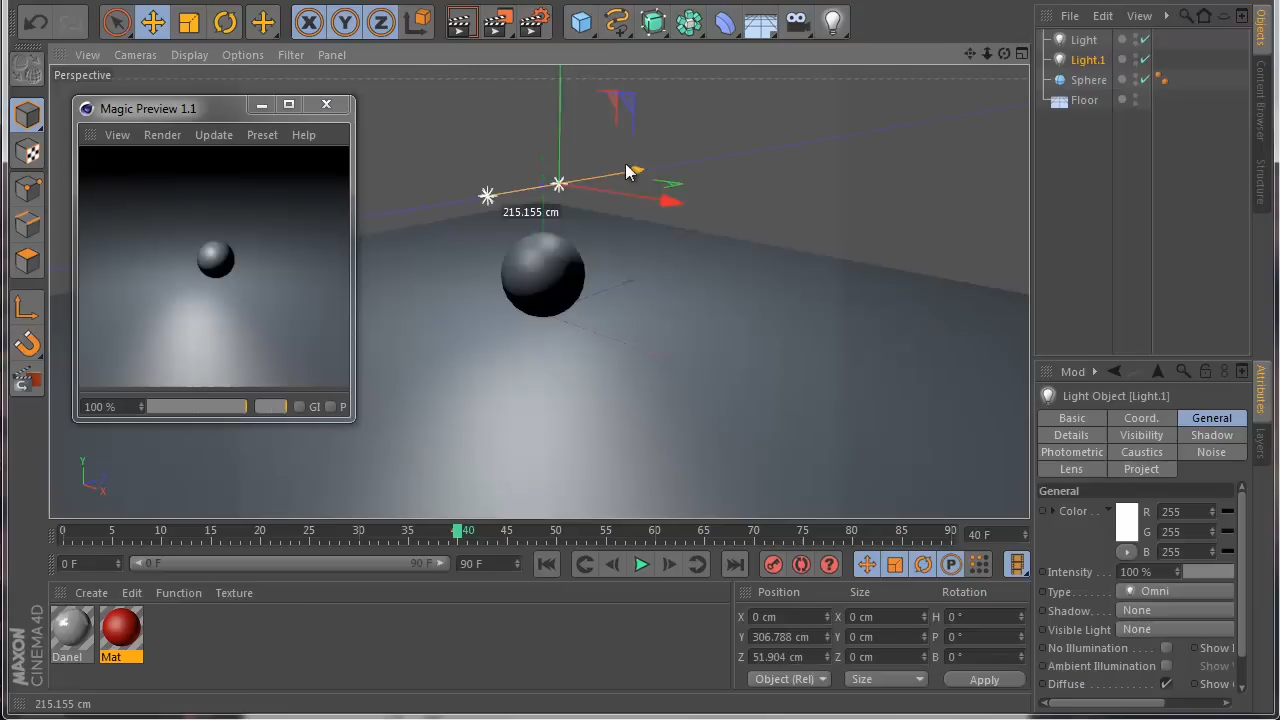 File Edit View
View Cameras Display Options Filter Panel
Perspective
Light
Light.1
Sphere
Floor
Objects
Content Browser
Structure
Magic Preview 1.1
View Render Update Preset Help
100 % GI P
215.155 cm
Y
Z
X
Mod
Light Object [Light.1]
Basic Coord. General
Details Visibility Shadow
Photometric Caustics Noise
Lens Project
Attributes
Layers
General
Color . . R 255
G 255
B 255
Intensity . . . 100 %
Type . . . . . . Omni
Shadow. . . . None
Visible Light None
No Illumination . . . . Show I
Ambient Illumination Show
Diffuse . . . . . . . . . . Show
0 5 10 15 20 25 30 35 40 45 50 55 60 65 70 75 80 85 90 40 F
0 F 0 F 90 F 90 F
Create Edit Function Texture
Danel Mat
MAXON
CINEMA 4D
Position Size Rotation
X 0 cm X 0 cm H 0 °
Y 306.788 cm Y 0 cm P 0 °
Z 51.904 cm Z 0 cm B 0 °
Object (Rel) Size Apply
215.155 cm